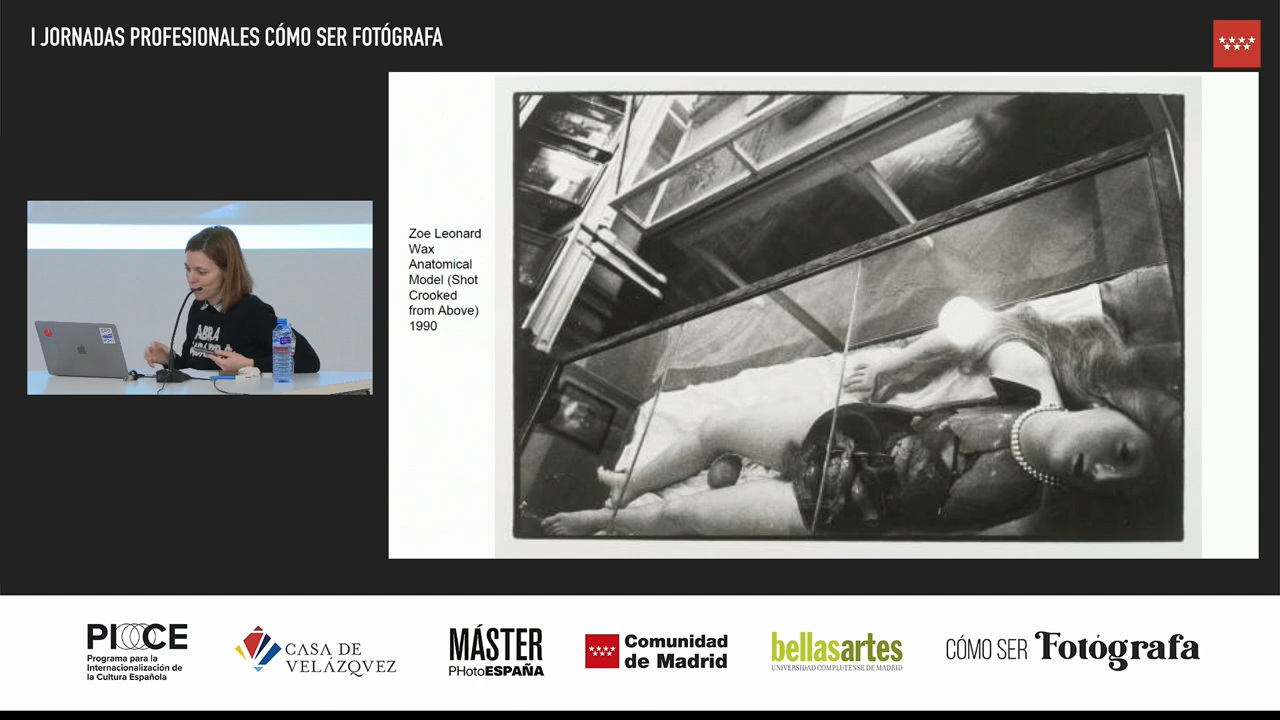 I JORNADAS PROFESIONALES CÓMO SER FOTÓGRAFA
Zoe Leonard
Wax
Anatomical
Model (Shot
Crooked
from Above)
1990
ABRA
PICE
Programa para la
Internacionalización de
la Cultura Española
CASA DE
VELÁZQVEZ
MÁSTER
PHotoESPAÑA
Comunidad
de Madrid
bellasartes
UNIVERSIDAD COMPLUTENSE DE MADRID
CÓMO SER Fotógrafa